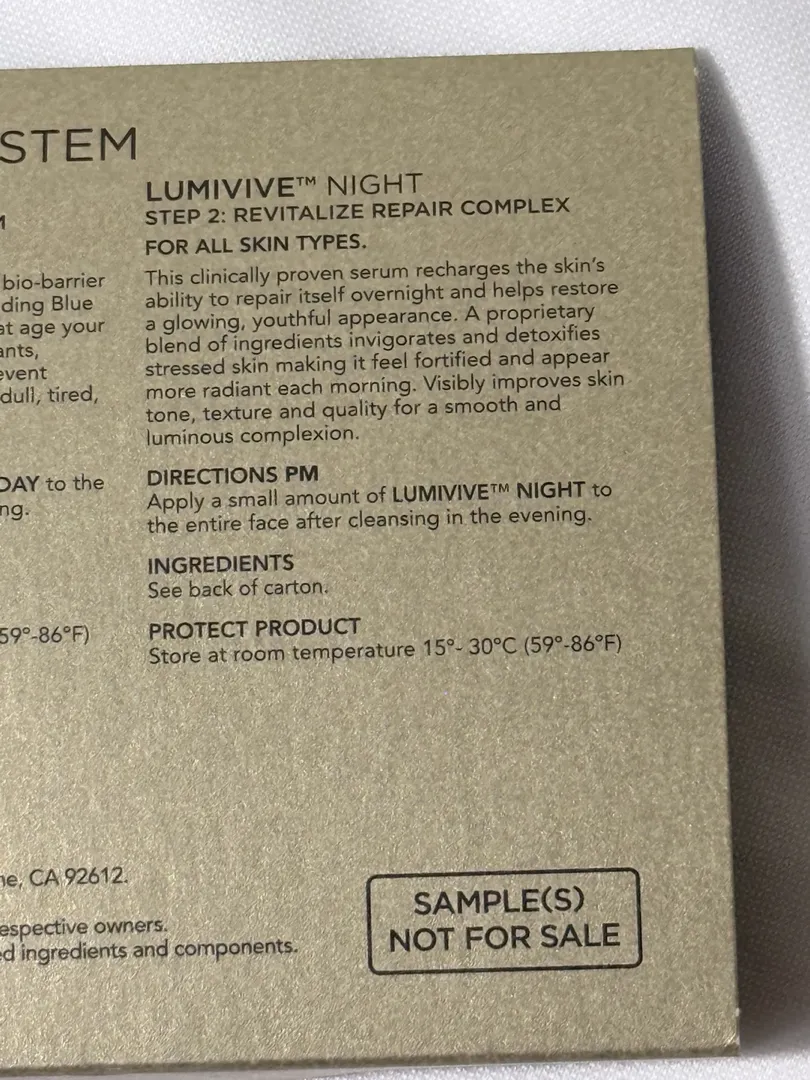 STEM
bio-barrier
ding Blue
at age your
ants,
event
dull, tired,
DAY to the
ng.
59°-86°F)
LUMIVIVE™ NIGHT
STEP 2: REVITALIZE REPAIR COMPLEX
FOR ALL SKIN TYPES.
This clinically proven serum recharges the skin's
ability to repair itself overnight and helps restore
a glowing, youthful appearance. A proprietary
blend of ingredients invigorates and detoxifies
stressed skin making it feel fortified and appear
more radiant each morning. Visibly improves skin
tone, texture and quality for a smooth and
luminous complexion.
DIRECTIONS PM
Apply a small amount of LUMIVIVE™ NIGHT to
the entire face after cleansing in the evening.
INGREDIENTS
See back of carton.
PROTECT PRODUCT
Store at room temperature 15°- 30°C (59°-86°F)
ne, CA 92612.
espective owners.
ed ingredients and components.
SAMPLE(S)
NOT FOR SALE